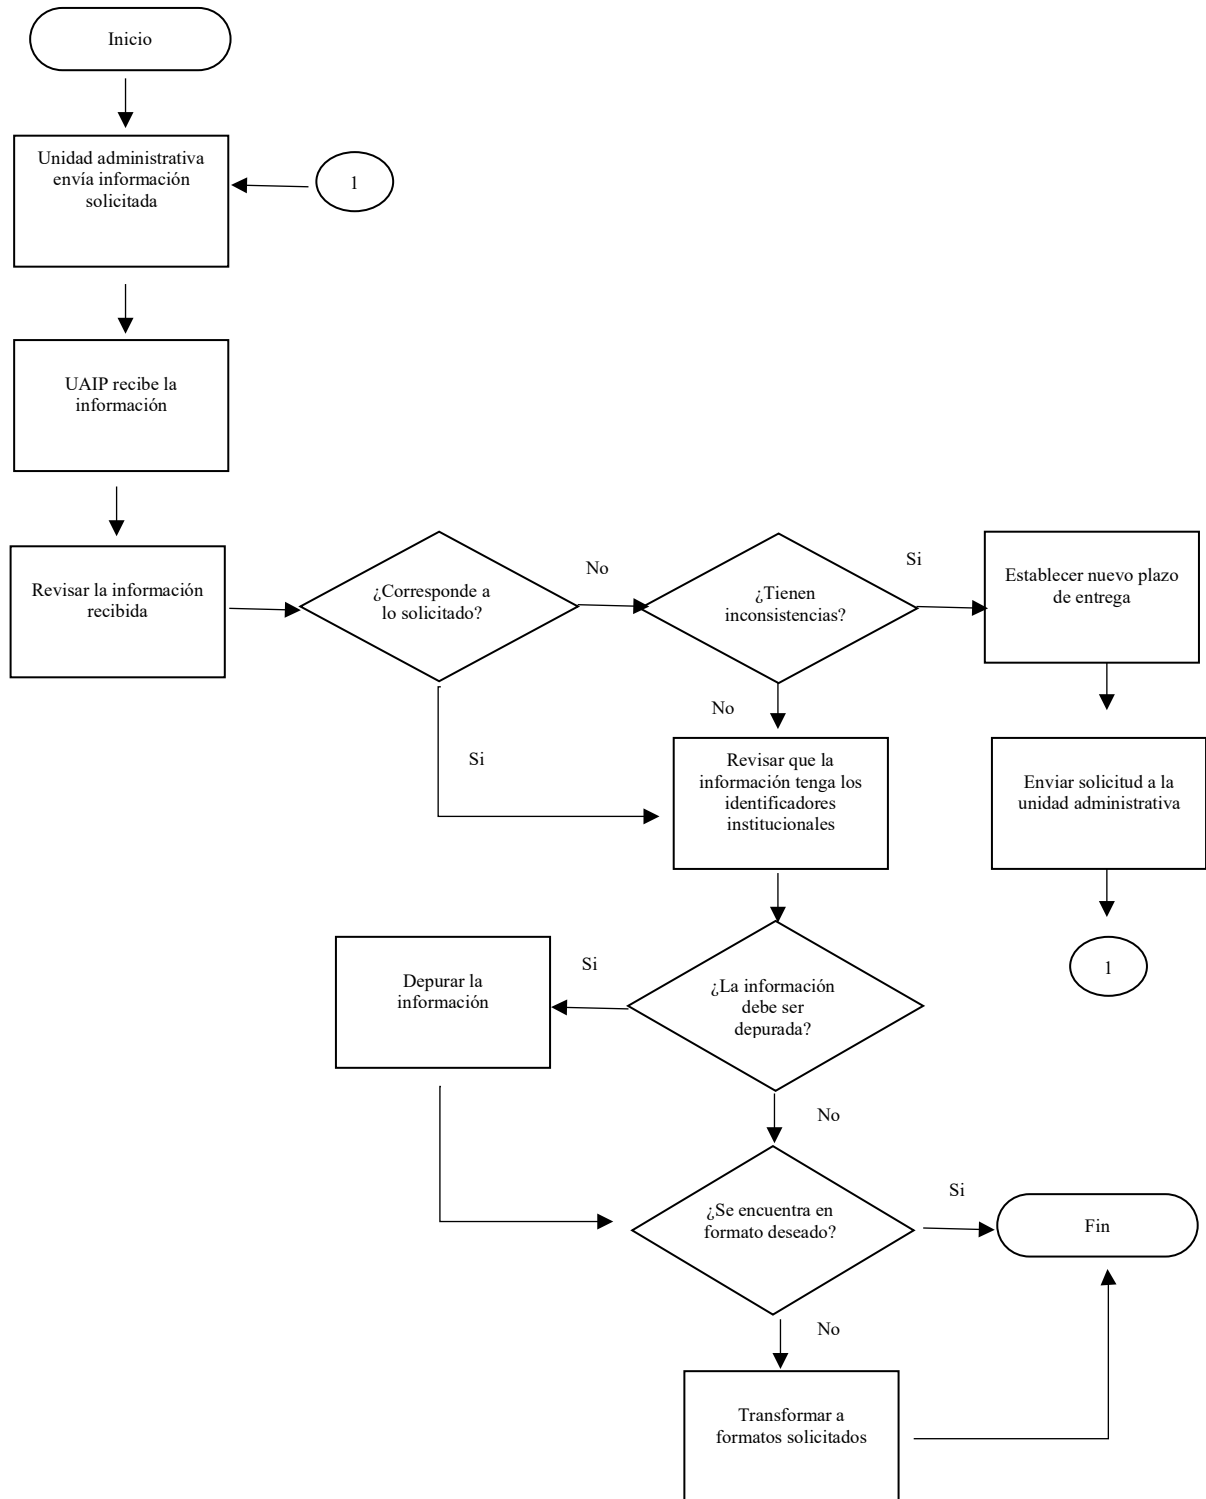 Inicio
Unidad administrativa
envía información
solicitada
1
UAIP recibe la
información
Revisar la información
recibida
¿Corresponde a
lo solicitado?
No
¿Tienen
inconsistencias?
Si
Establecer nuevo plazo
de entrega
No
Si
Revisar que la
información tenga los
identificadores
institucionales
Enviar solicitud a la
unidad administrativa
1
Depurar la
información
Si
¿La información
debe ser
depurada?
No
¿Se encuentra en
formato deseado?
Si
Fin
No
Transformar a
formatos solicitados